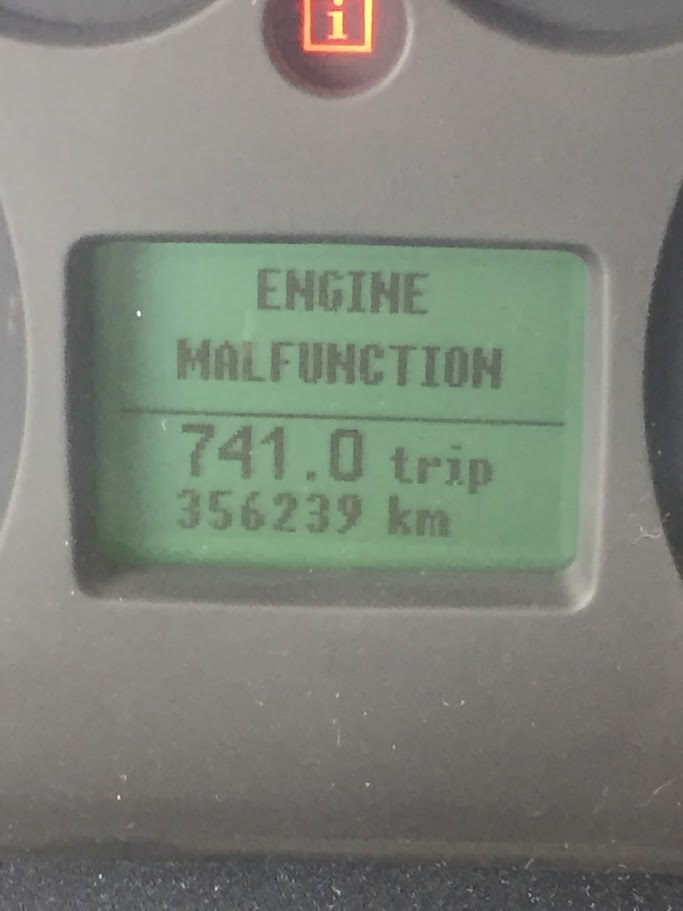 i
ENGINE
MALFUNCTION
741.0 trip
356239 km